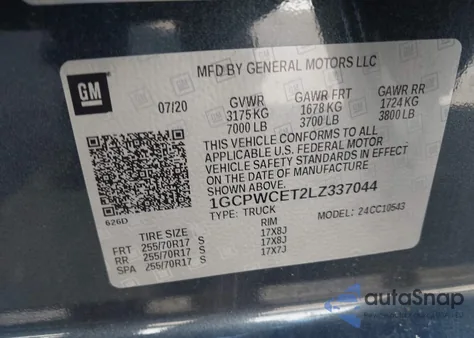 GM
MFD BY GENERAL MOTORS LLC
07/20
GVWR GAWR FRT GAWR RR
3175 KG 1678 KG 1724 KG
7000 LB 3700 LB 3800 LB
THIS VEHICLE CONFORMS TO ALL
APPLICABLE U.S. FEDERAL MOTOR
VEHICLE SAFETY STANDARDS IN EFFECT
ON THE DATE OF MANUFACTURE
SHOWN ABOVE.
1GCPWCET2LZ337044
TYPE: TRUCK MODEL: 24CC10543
626D
TIRE SIZE RIM
FRT 255/70R17 S 17X8J
RR 255/70R17 S 17X8J
SPA 255/70R17 S 17X7J
autoSnap